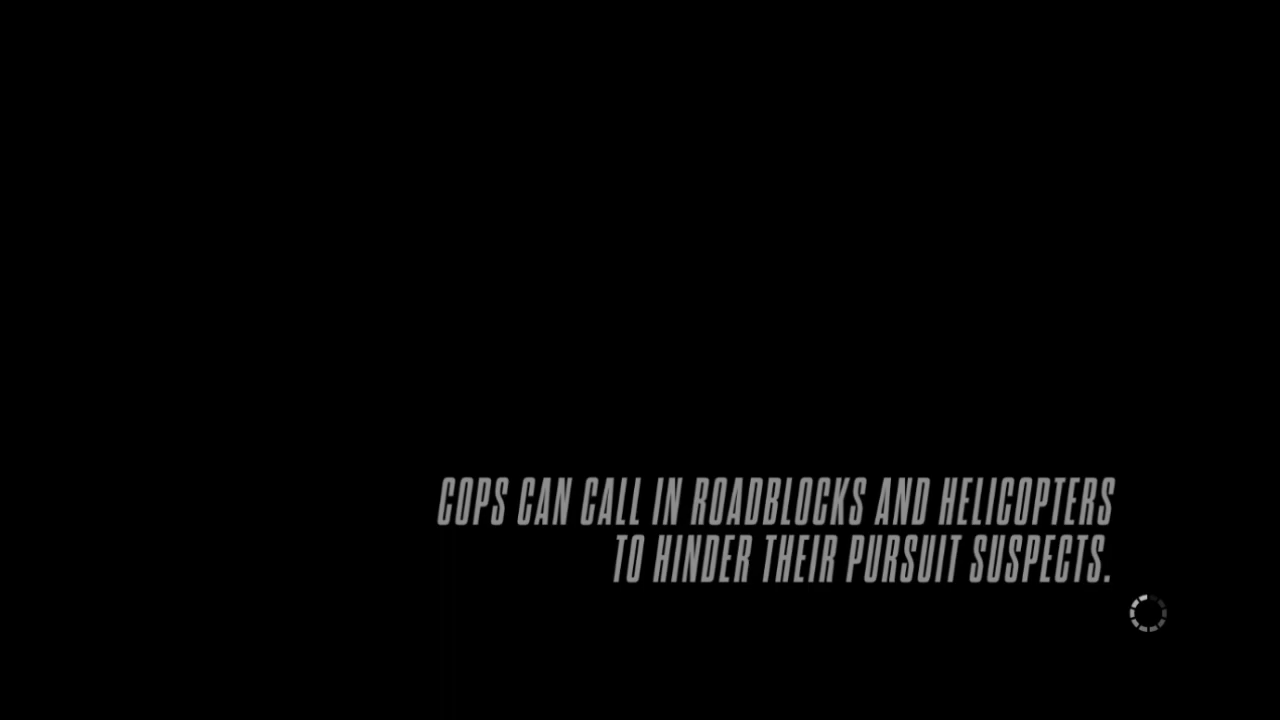 COPS CAN CALL IN ROADBLOCKS AND HELICOPTERS
TO HINDER THEIR PURSUIT SUSPECTS.